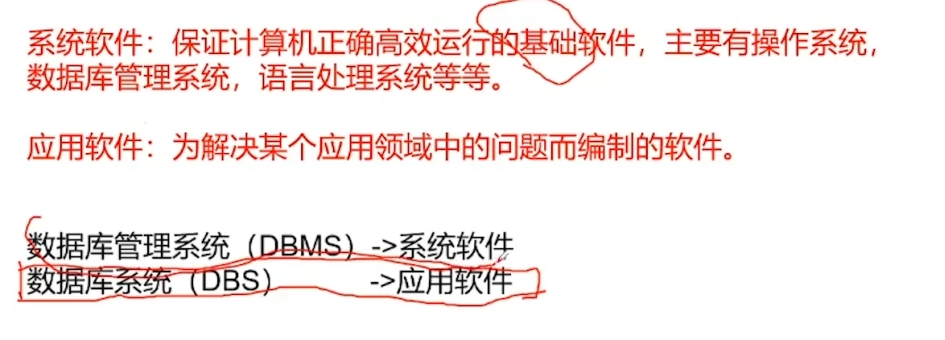 系统软件：保证计算机正确高效运行的基础软件，主要有操作系统，
数据库管理系统，语言处理系统等等。
应用软件：为解决某个应用领域中的问题而编制的软件。
数据库管理系统（DBMS）->系统软件
数据库系统（DBS） ->应用软件